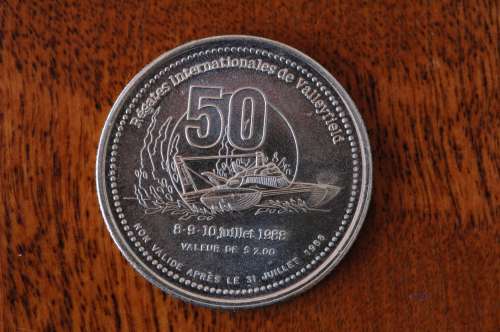 Régates Internationales de Valleyfield
50
8-9-10 juillet 1988
VALEUR DE $ 2.00
NON VALIDE APRÈS LE 31 JUILLET 1988